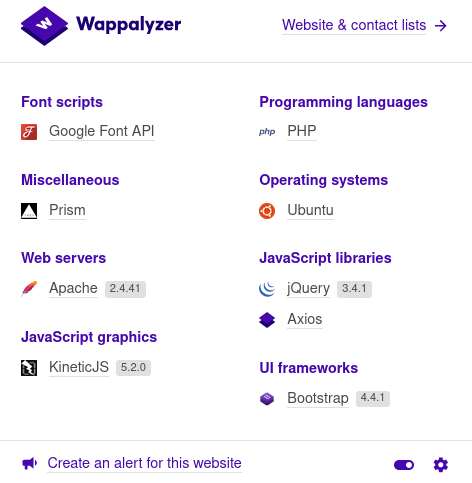 Wappalyzer
Website & contact lists
Font scripts
Google Font API
Miscellaneous
Prism
Web servers
Apache 2.4.41
JavaScript graphics
KineticJS 5.2.0
Programming languages
php PHP
Operating systems
Ubuntu
JavaScript libraries
jQuery 3.4.1
Axios
UI frameworks
Bootstrap 4.4.1
Create an alert for this website